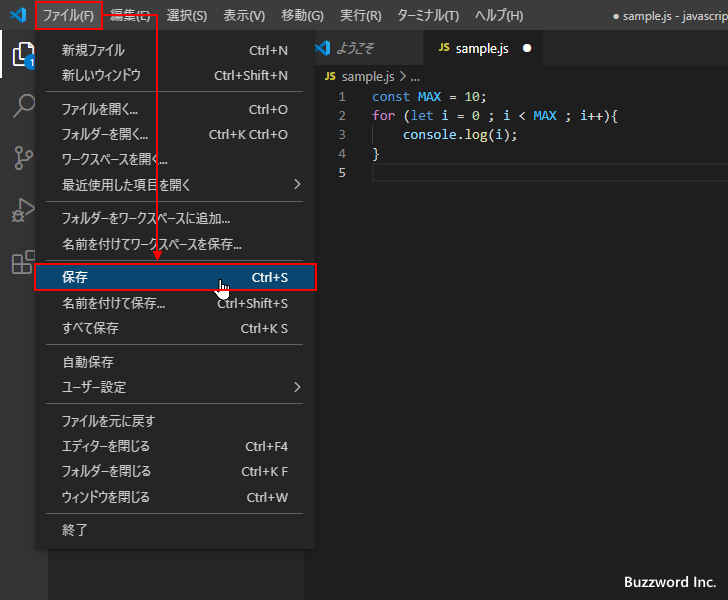 ファイル(F) 編集(E) 選択(S) 表示(V) 移動(G) 実行(R) ターミナル(T) ヘルプ(H) ● sample.js - javascrip
新規ファイル Ctrl+N
新しいウィンドウ Ctrl+Shift+N
ファイルを開く... Ctrl+O
フォルダーを開く... Ctrl+K Ctrl+O
ワークスペースを開く...
最近使用した項目を開く
フォルダーをワークスペースに追加...
名前を付けてワークスペースを保存...
保存 Ctrl+S
名前を付けて保存... Ctrl+Shift+S
すべて保存 Ctrl+K S
自動保存
ユーザー設定
ファイルを元に戻す
エディターを閉じる Ctrl+F4
フォルダーを閉じる Ctrl+K F
ウィンドウを閉じる Ctrl+W
終了
1
ようこそ JS sample.js ●
JS sample.js > ...
1 const MAX = 10;
2 for (let i = 0 ; i < MAX ; i++){
3 console.log(i);
4 }
5
Buzzword Inc.